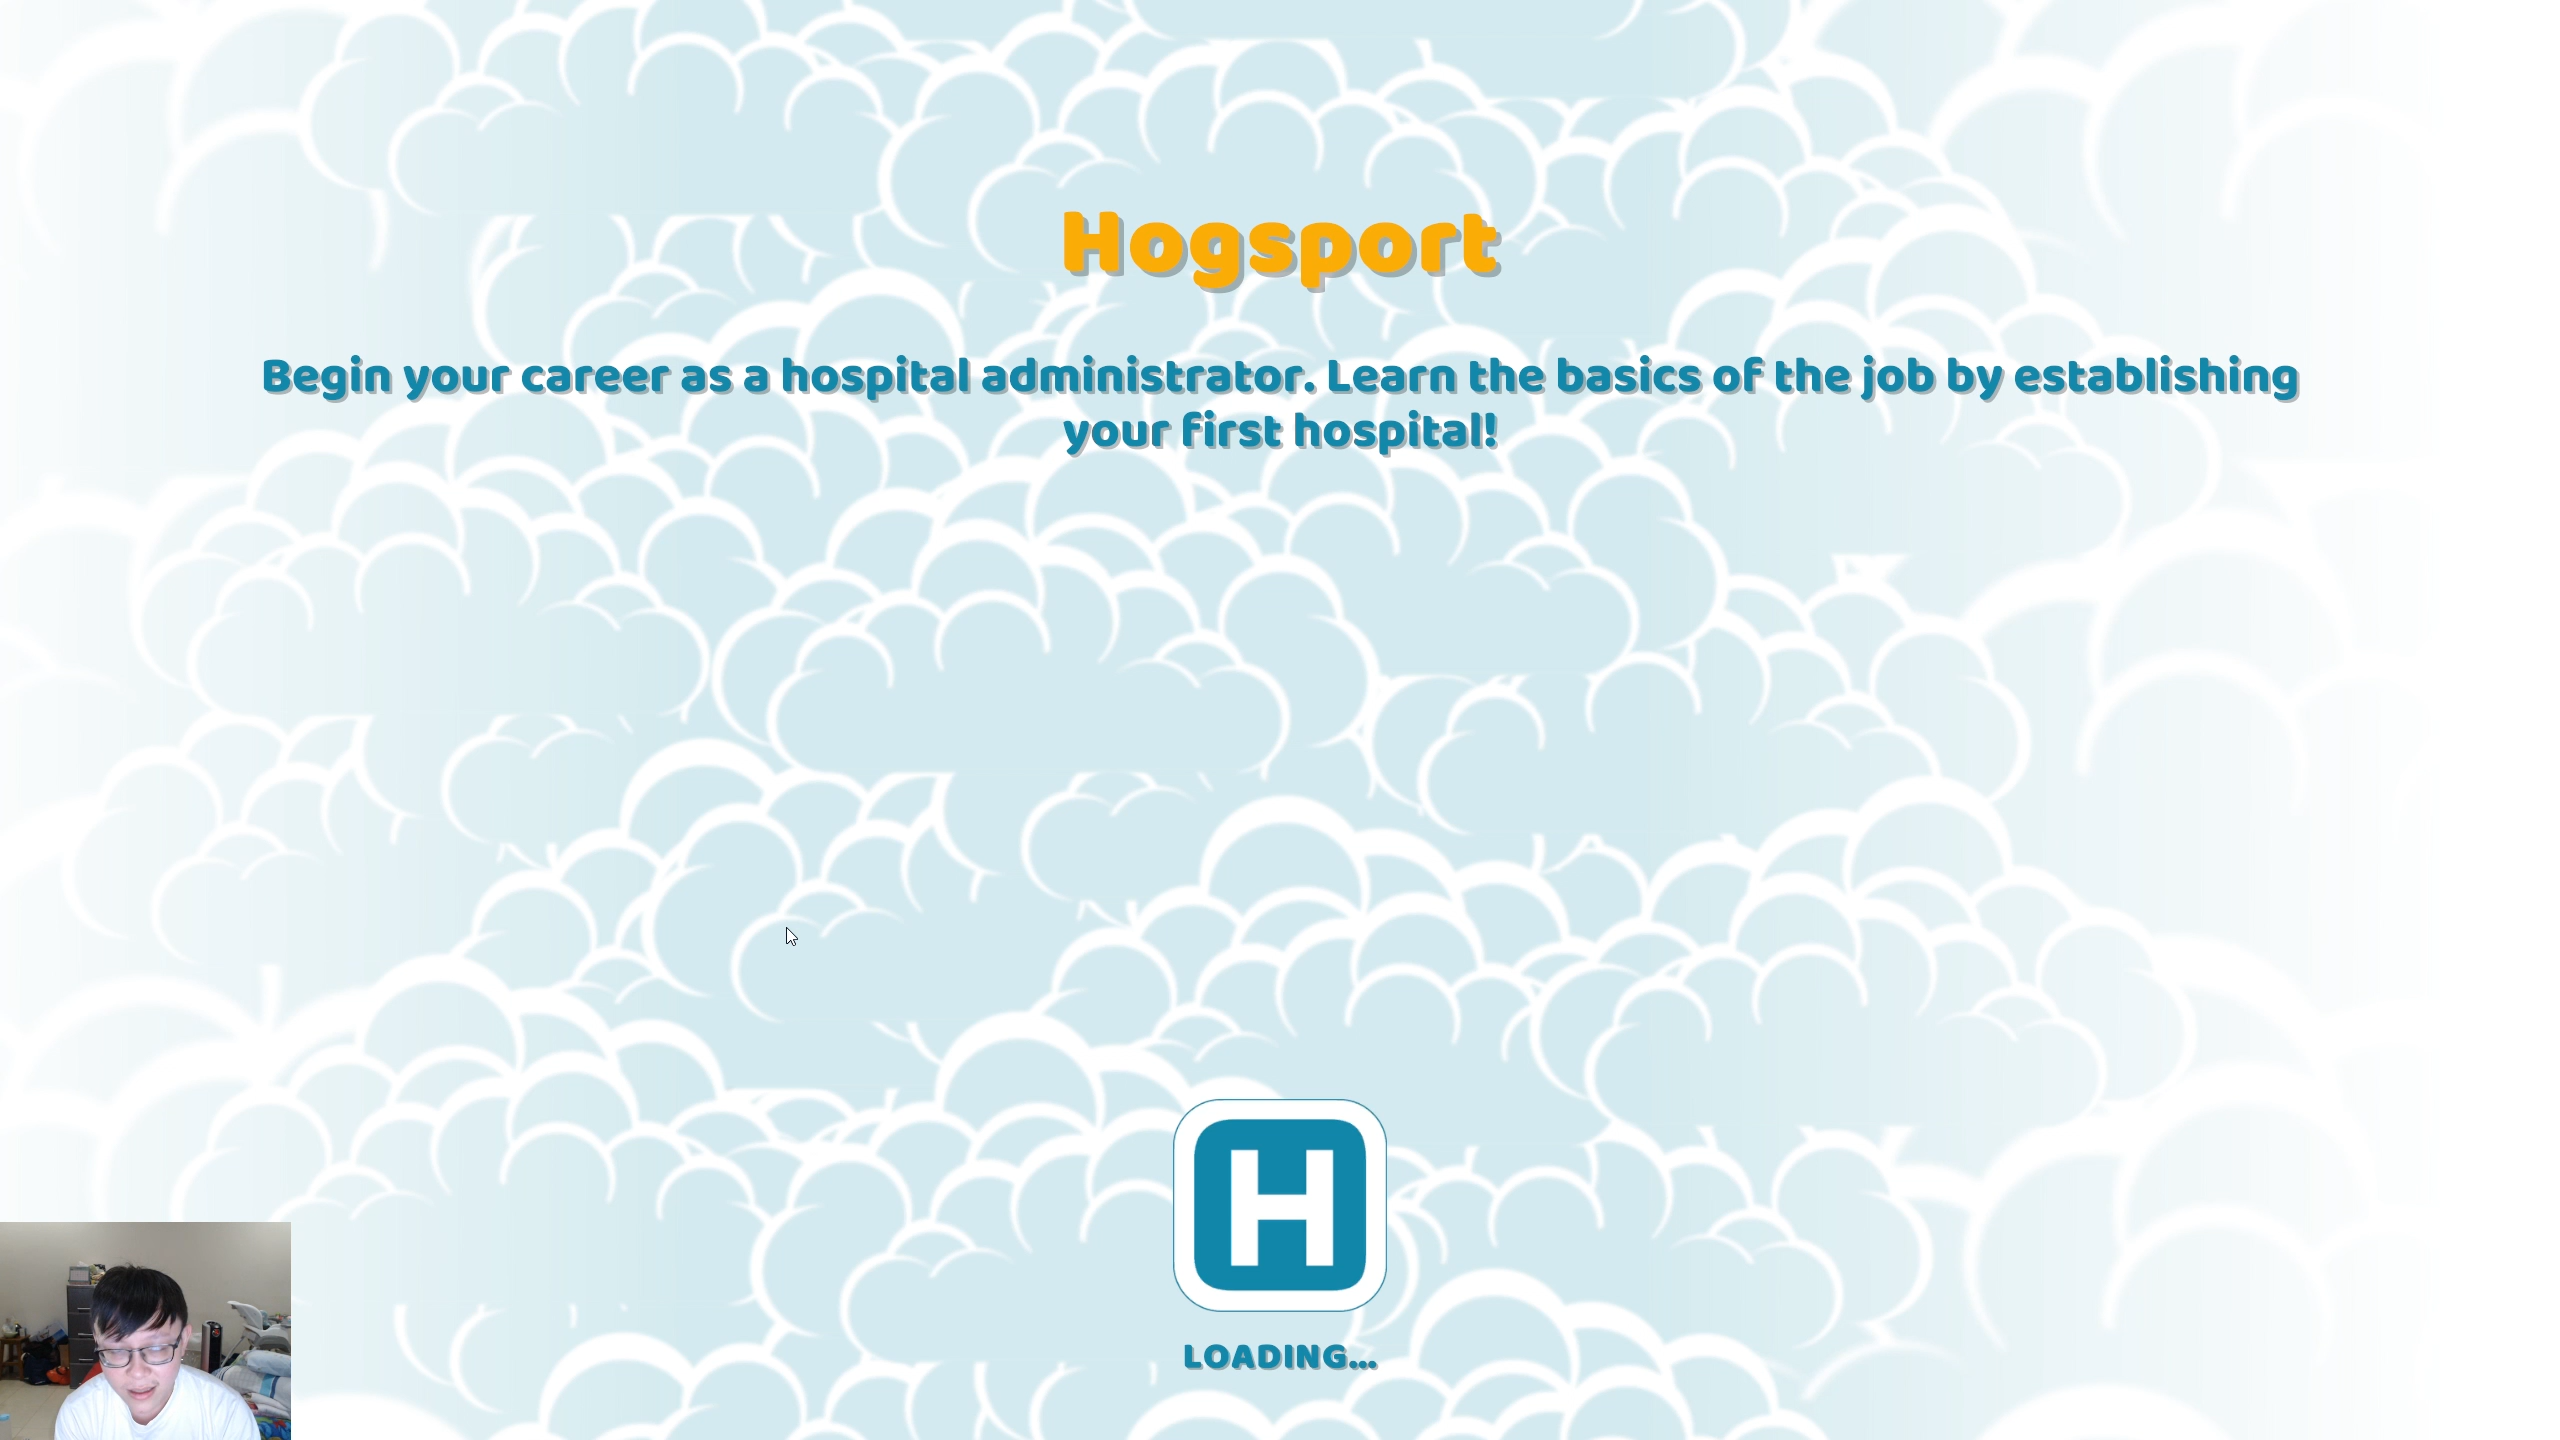 Hogsport
Begin your career as a hospital administrator. Learn the basics of the job by establishing
your first hospital!
H
LOADING...